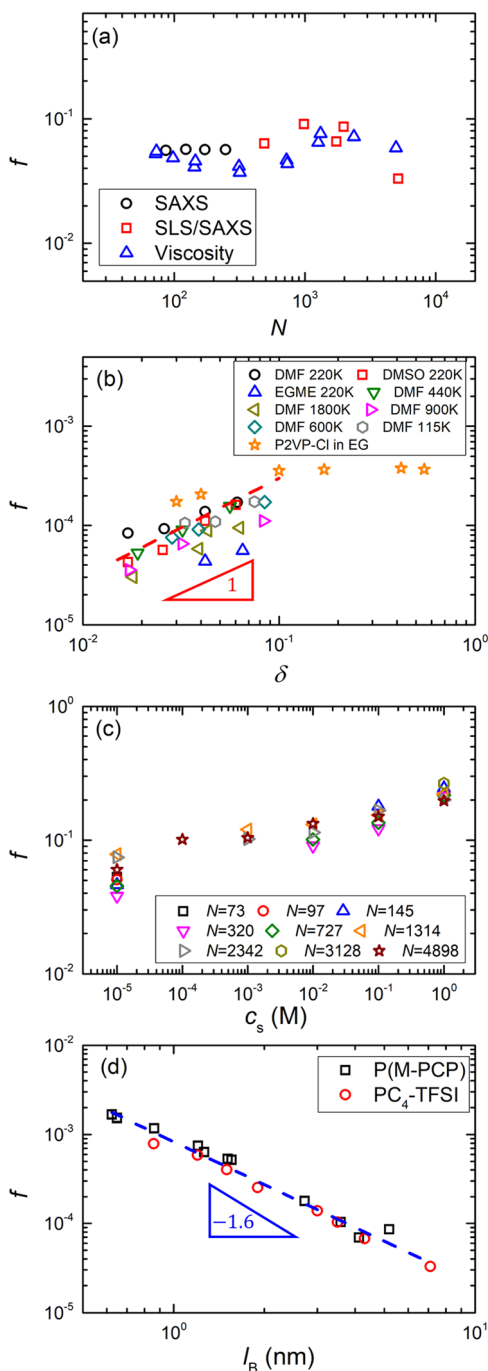 (a)
10⁰
10⁻¹
10⁻²
f
SAXS
SLS/SAXS
Viscosity
10² 10³ 10⁴
N
(b)
10⁻²
10⁻³
10⁻⁴
10⁻⁵
f
DMF 220K DMSO 220K
EGME 220K DMF 440K
DMF 1800K DMF 900K
DMF 600K DMF 115K
P2VP-Cl in EG
1
10⁻² 10⁻¹ 10⁰
δ
(c)
10⁰
10⁻¹
10⁻²
f
N=73 N=97 N=145
N=320 N=727 N=1314
N=2342 N=3128 N=4898
10⁻⁵ 10⁻⁴ 10⁻³ 10⁻² 10⁻¹ 10⁰
cₛ (M)
(d)
10⁻²
10⁻³
10⁻⁴
10⁻⁵
f
P(M-PCP)
PC₄-TFSI
−1.6
10⁰ 10¹
l_B (nm)